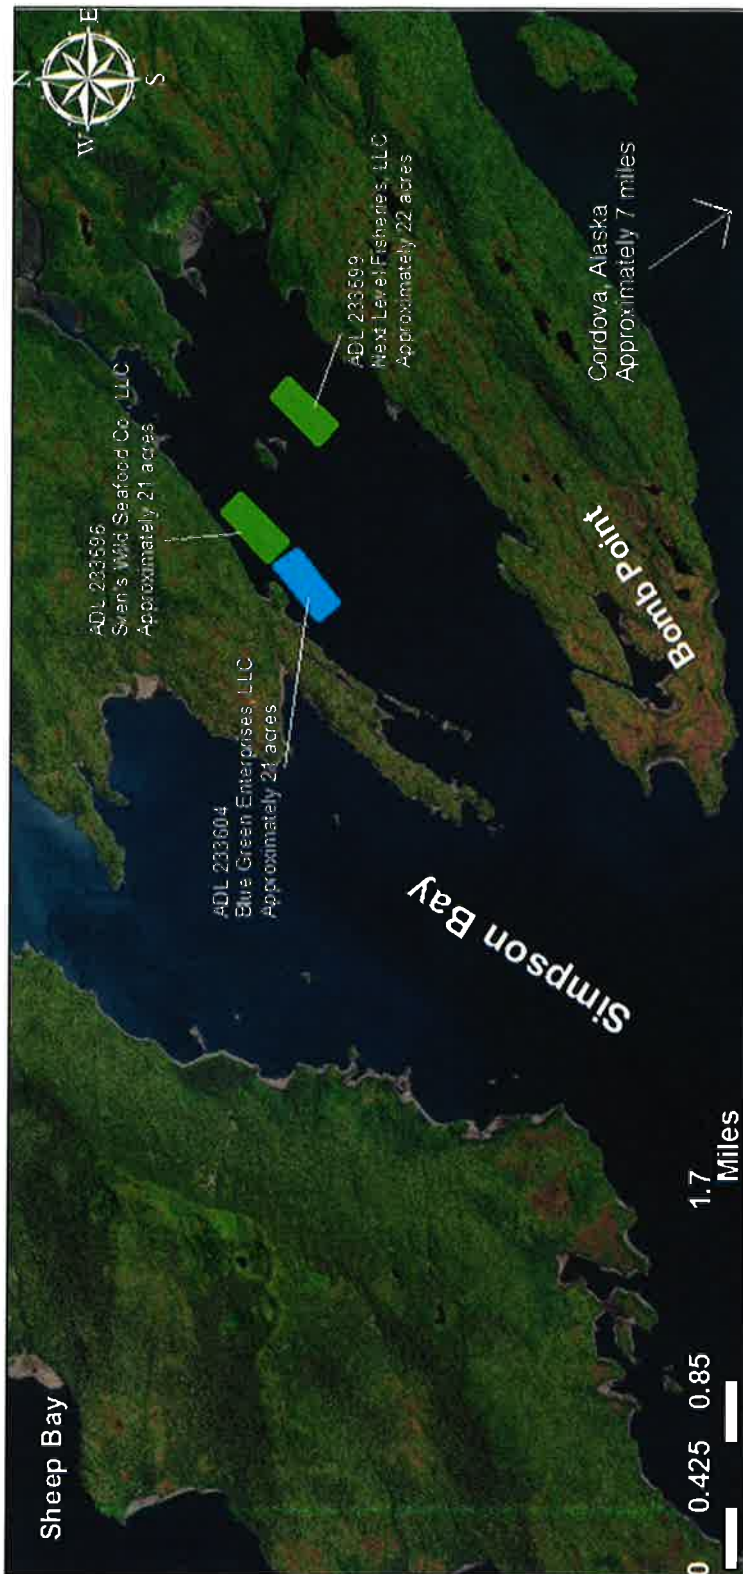 Sheep Bay
N
E
S
W
ADL 233596
Sven's Wild Seafood Co., LLC
Approximately 21 acres
ADL 233604
Blue Green Enterprises, LLC
Approximately 21 acres
ADL 233599
Next Level Fisheries, LLC
Approximately 22 acres
Simpson Bay
Bomb Point
Cordova, Alaska
Approximately 7 miles
0 0.425 0.85 1.7
Miles